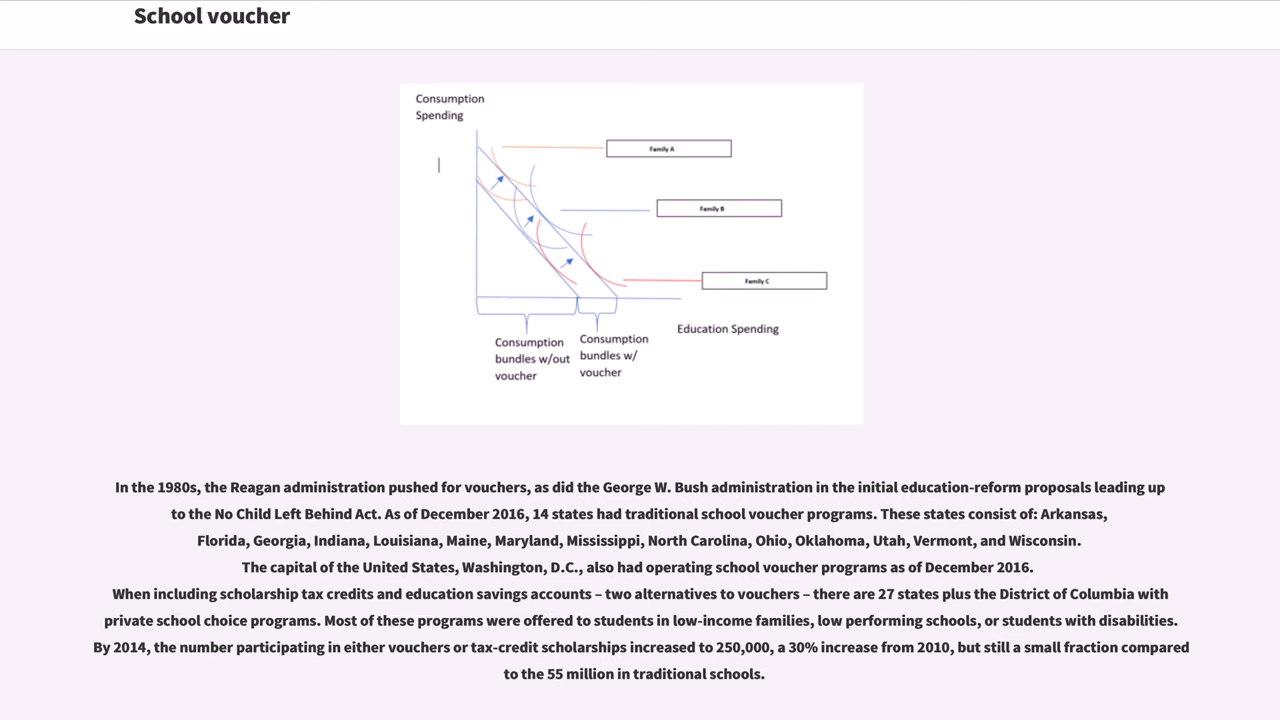 School voucher
Consumption
Spending
Family A
Family B
Family C
Education Spending
Consumption
bundles w/out
voucher
Consumption
bundles w/
voucher
In the 1980s, the Reagan administration pushed for vouchers, as did the George W. Bush administration in the initial education-reform proposals leading up
to the No Child Left Behind Act. As of December 2016, 14 states had traditional school voucher programs. These states consist of: Arkansas,
Florida, Georgia, Indiana, Louisiana, Maine, Maryland, Mississippi, North Carolina, Ohio, Oklahoma, Utah, Vermont, and Wisconsin.
The capital of the United States, Washington, D.C., also had operating school voucher programs as of December 2016.
When including scholarship tax credits and education savings accounts – two alternatives to vouchers – there are 27 states plus the District of Columbia with
private school choice programs. Most of these programs were offered to students in low-income families, low performing schools, or students with disabilities.
By 2014, the number participating in either vouchers or tax-credit scholarships increased to 250,000, a 30% increase from 2010, but still a small fraction compared
to the 55 million in traditional schools.